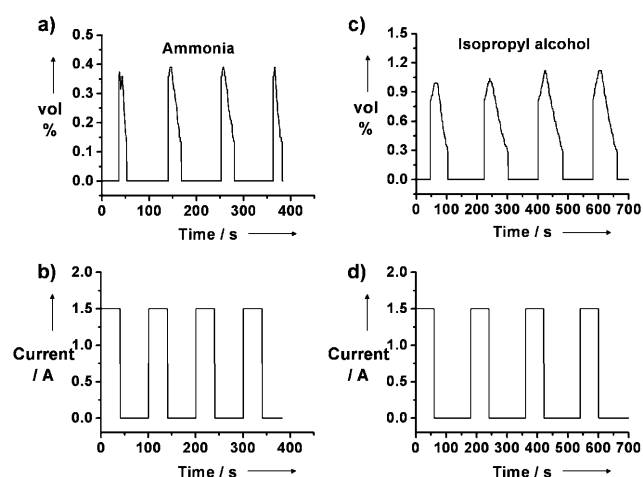 a)
Ammonia
0.5
0.4
0.3
0.2
0.1
0.0
vol
%
0 100 200 300 400
Time / s
c)
Isopropyl alcohol
1.5
1.2
0.9
0.6
0.3
0.0
vol
%
0 100 200 300 400 500 600 700
Time / s
b)
2.0
1.5
1.0
0.5
0.0
Current
/ A
0 100 200 300 400
Time / s
d)
2.0
1.5
1.0
0.5
0.0
Current
/ A
0 100 200 300 400 500 600 700
Time / s